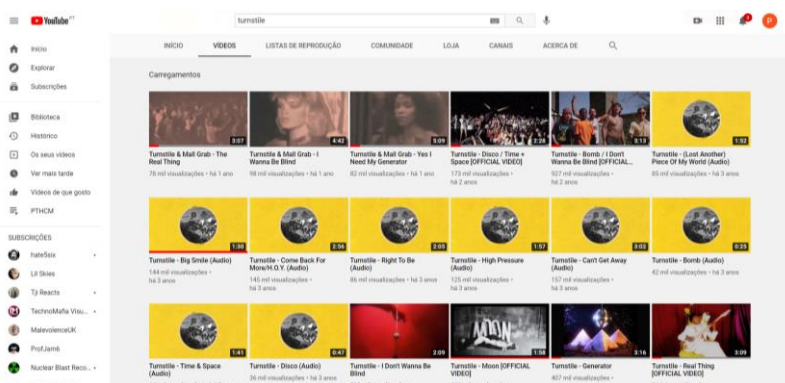 YouTube PT
turnstile
P
INÍCIO VÍDEOS LISTAS DE REPRODUÇÃO COMUNIDADE LOJA CANAIS ACERCA DE
Início
Explorar
Subscrições
Biblioteca
Histórico
Os seus vídeos
Ver mais tarde
Vídeos de que gosto
PTHCM
SUBSCRIÇÕES
hate5six
Lil Skies
Tji Reacts
TechnoMafia Visu...
MalevolenceUK
ProfJamb
Nuclear Blast Reco...
Carregamentos
3:57
Turnstile & Mall Grab - The
Real Thing
78 mil visualizações • há 1 ano
4:42
Turnstile & Mall Grab - I
Wanna Be Blind
98 mil visualizações • há 1 ano
5:09
Turnstile & Mall Grab - Yes I
Need My Generator
82 mil visualizações • há 1 ano
2:28
Turnstile - Disco / Time +
Space [OFFICIAL VIDEO]
173 mil visualizações •
há 2 anos
3:13
Turnstile - Bomb / I Don't
Wanna Be Blind [OFFICIAL...
927 mil visualizações •
há 2 anos
1:52
Turnstile - (Lost Another)
Piece Of My World (Audio)
85 mil visualizações • há 3 anos
1:30
Turnstile - Big Smile (Audio)
144 mil visualizações •
há 3 anos
2:56
Turnstile - Come Back For
More/H.O.Y. (Audio)
145 mil visualizações •
há 3 anos
2:05
Turnstile - Right To Be
(Audio)
86 mil visualizações • há 3 anos
1:57
Turnstile - High Pressure
(Audio)
125 mil visualizações •
há 3 anos
3:02
Turnstile - Can't Get Away
(Audio)
157 mil visualizações •
há 3 anos
0:25
Turnstile - Bomb (Audio)
42 mil visualizações • há 3 anos
1:41
Turnstile - Time & Space
(Audio)
0:47
Turnstile - Disco (Audio)
36 mil visualizações • há 3 anos
2:09
Turnstile - I Don't Wanna Be
Blind
MOON
1:58
Turnstile - Moon [OFFICIAL
VIDEO]
3:16
Turnstile - Generator
407 mil visualizações •
3:09
Turnstile - Real Thing
[OFFICIAL VIDEO]